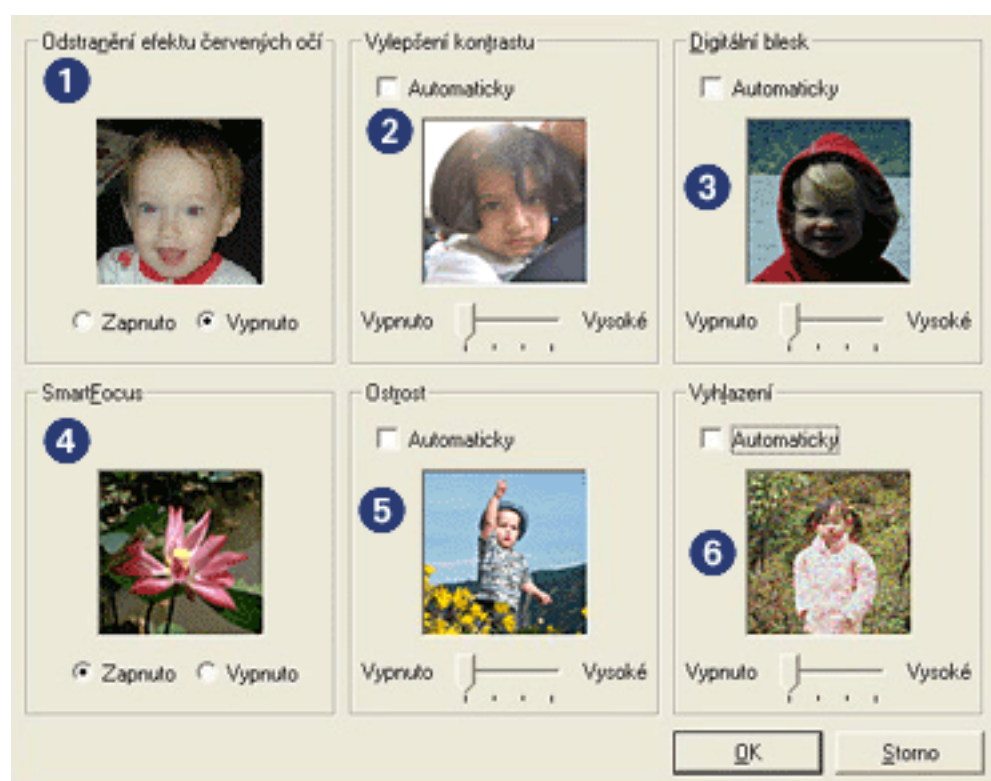 Odstranění efektu červených očí
1
Zapnuto Vypnuto
Vylepšení kontrastu
Automaticky
2
Vypnuto Vysoké
Digitální blesk
Automaticky
3
Vypnuto Vysoké
SmartFocus
4
Zapnuto Vypnuto
Ostrost
Automaticky
5
Vypnuto Vysoké
Vyhlazení
Automaticky
6
Vypnuto Vysoké
OK
Storno